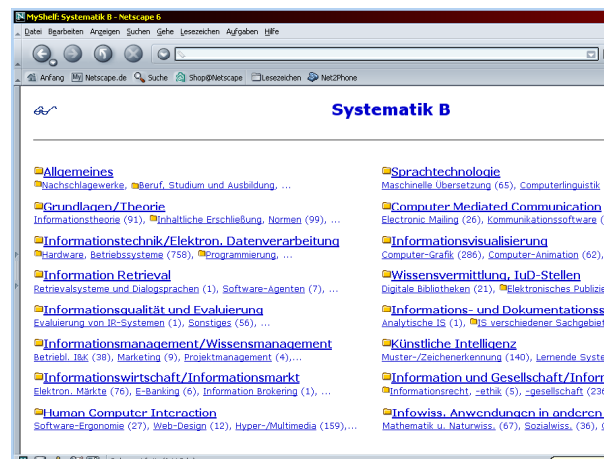 MyShelf: Systematik B - Netscape 6
Datei Bearbeiten Anzeigen Suchen Gehe Lesezeichen Aufgaben Hilfe
Anfang Netscape.de Suche Shop@Netscape Lesezeichen Net2Phone
Systematik B
Allgemeines
Nachschlagewerke, Beruf, Studium und Ausbildung, ...
Grundlagen/Theorie
Informationstheorie (91), Inhaltliche Erschließung, Normen (99), ...
Informationstechnik/Elektron. Datenverarbeitung
Hardware, Betriebssysteme (758), Programmierung, ...
Information Retrieval
Retrievalsysteme und Dialogsprachen (1), Software-Agenten (7), ...
Informationsqualität und Evaluierung
Evaluierung von IR-Systemen (1), Sonstiges (56), ...
Informationsmanagement/Wissensmanagement
Betriebl. I&K (38), Marketing (9), Projektmanagement (4),...
Informationswirtschaft/Informationsmarkt
Elektron. Märkte (76), E-Banking (6), Information Brokering (1), ...
Human Computer Interaction
Software-Ergonomie (27), Web-Design (12), Hyper-/Multimedia (159),...
Sprachtechnologie
Maschinelle Übersetzung (65), Computerlinguistik
Computer Mediated Communication
Electronic Mailing (26), Kommunikationssoftware (
Informationsvisualisierung
Computer-Grafik (286), Computer-Animation (62),
Wissensvermittlung, IuD-Stellen
Digitale Bibliotheken (21), Elektronisches Publizie
Informations- und Dokumentationss
Analytische IS (1), IS verschiedener Sachgebiet
Künstliche Intelligenz
Muster-/Zeichenerkennung (140), Lernende Syste
Information und Gesellschaft/Inforr
Informationsrecht, -ethik (5), -gesellschaft (236
Infowiss. Anwendungen in anderen
Mathematik u. Naturwiss. (67), Sozialwiss. (36),